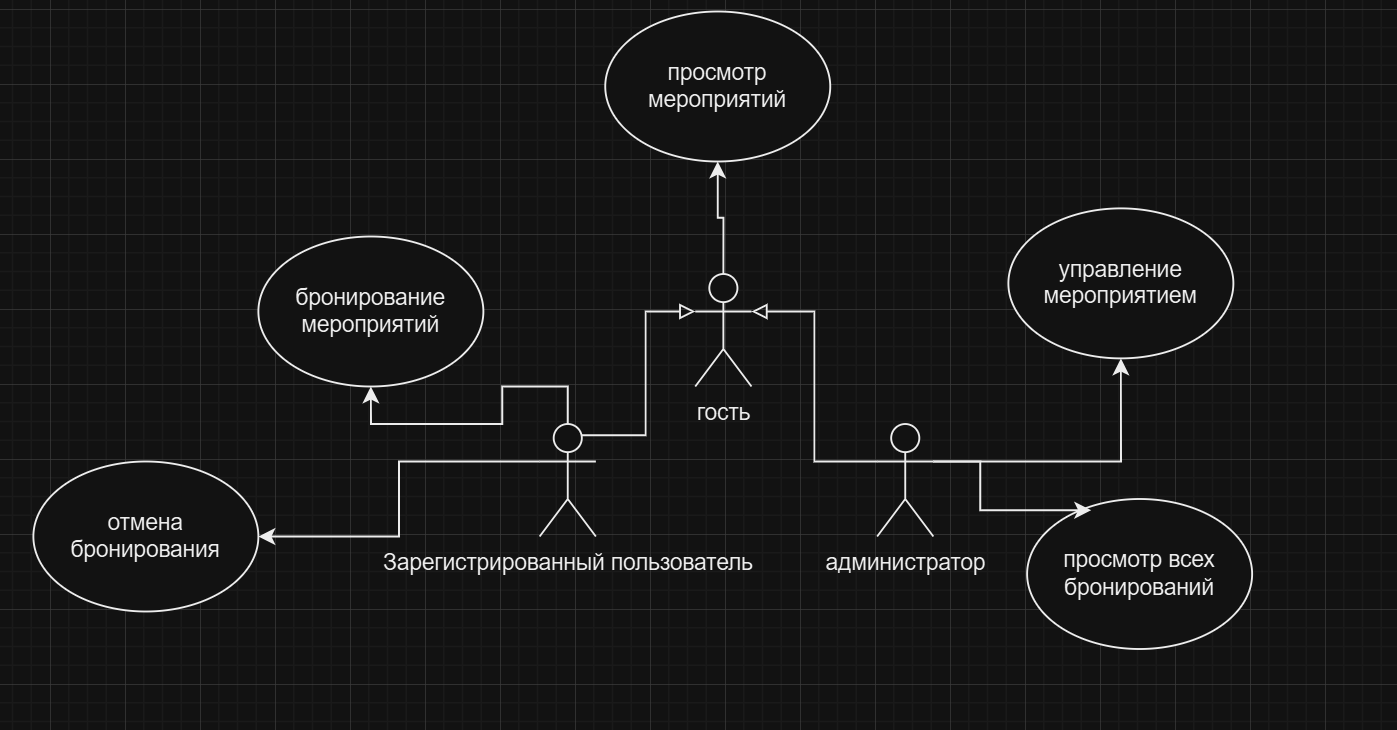 просмотр
мероприятий
управление
мероприятием
бронирование
мероприятий
гость
отмена
бронирования
Зарегистрированный пользователь
администратор
просмотр всех
бронирований